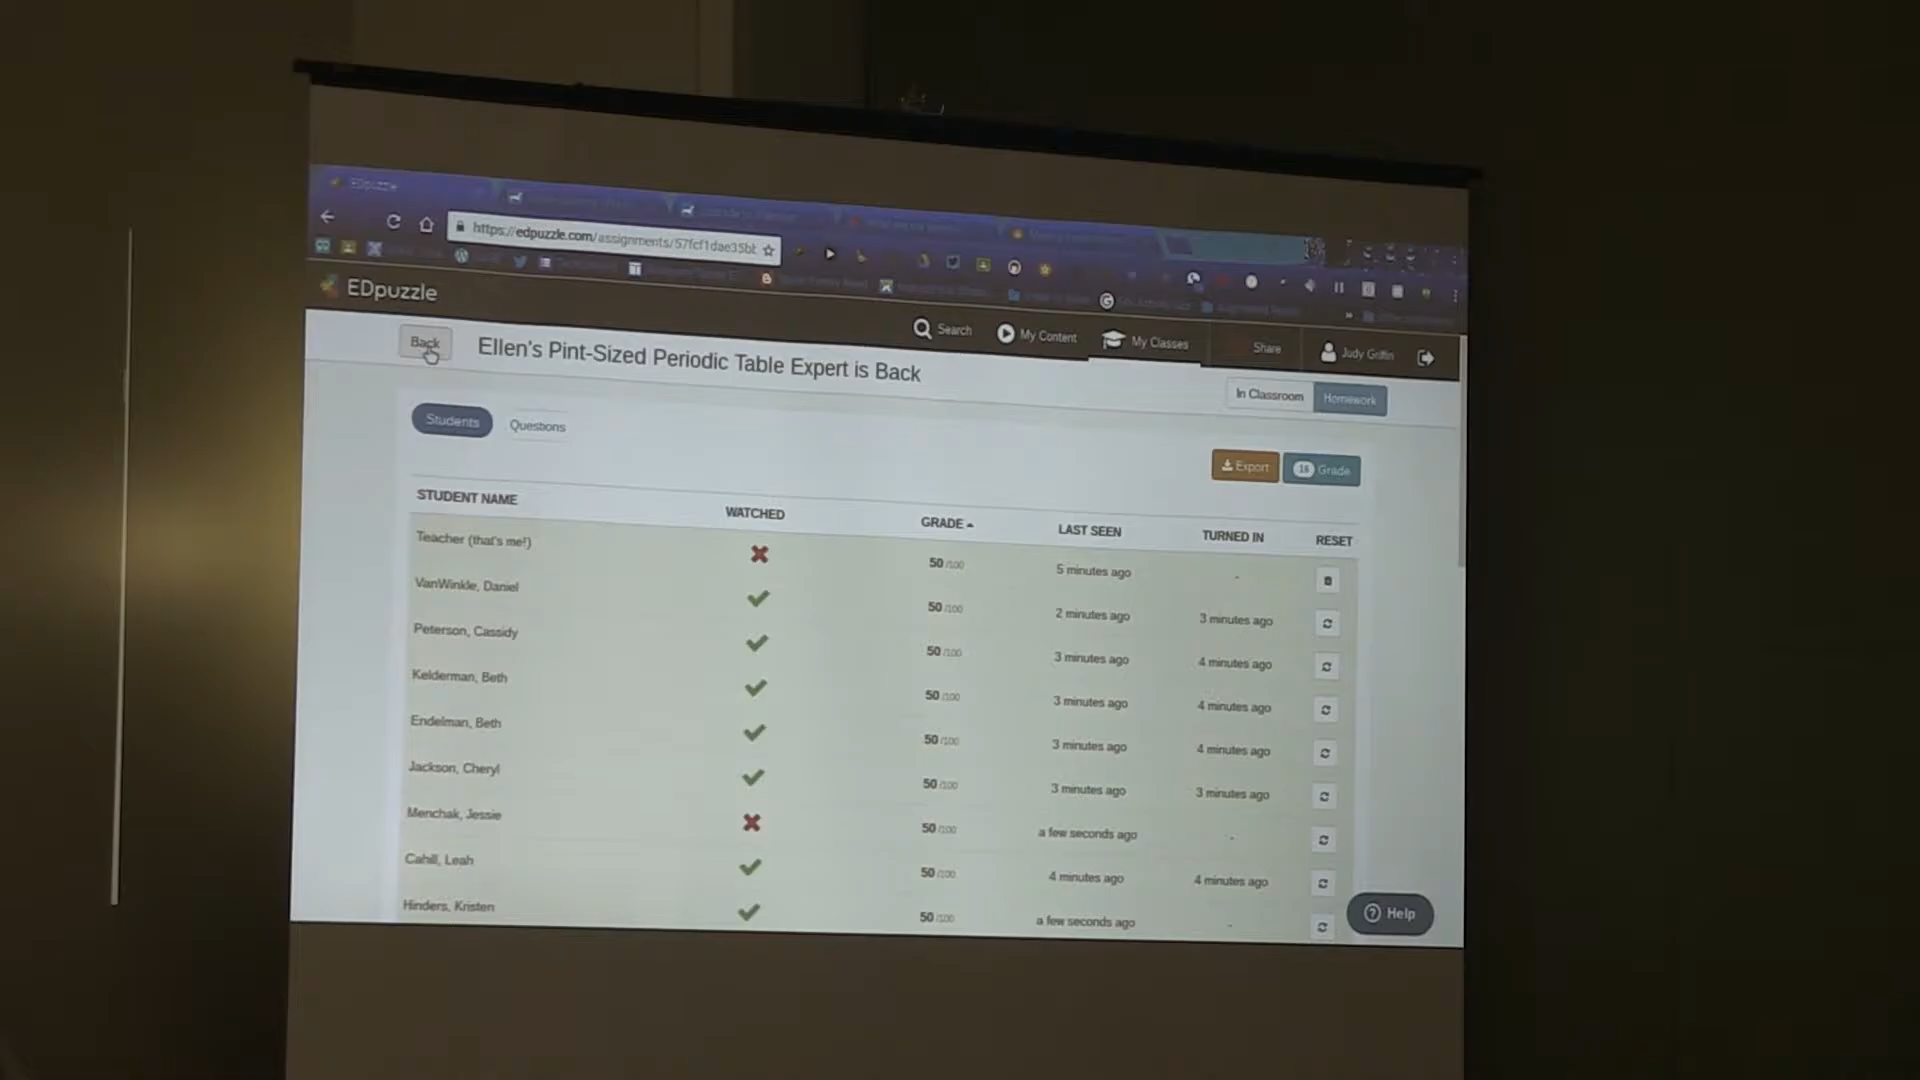 EDpuzzle
https://edpuzzle.com/assignments/57fcf1dae35bb
EDpuzzle
Search
My Content
My Classes
Share
Judy Griffin
Back
Ellen's Pint-Sized Periodic Table Expert is Back
In Classroom
Homework
Students
Questions
Export
16 Grade
STUDENT NAME WATCHED GRADE LAST SEEN TURNED IN RESET
Teacher (that's me!) 50 /100 5 minutes ago -
VanWinkle, Daniel 50 /100 2 minutes ago 3 minutes ago
Peterson, Cassidy 50 /100 3 minutes ago 4 minutes ago
Kelderman, Beth 50 /100 3 minutes ago 4 minutes ago
Endelman, Beth 50 /100 3 minutes ago 4 minutes ago
Jackson, Cheryl 50 /100 3 minutes ago 3 minutes ago
Menchak, Jessie 50 /100 a few seconds ago -
Cahill, Leah 50 /100 4 minutes ago 4 minutes ago
Hinders, Kristen 50 /100 a few seconds ago -
Help